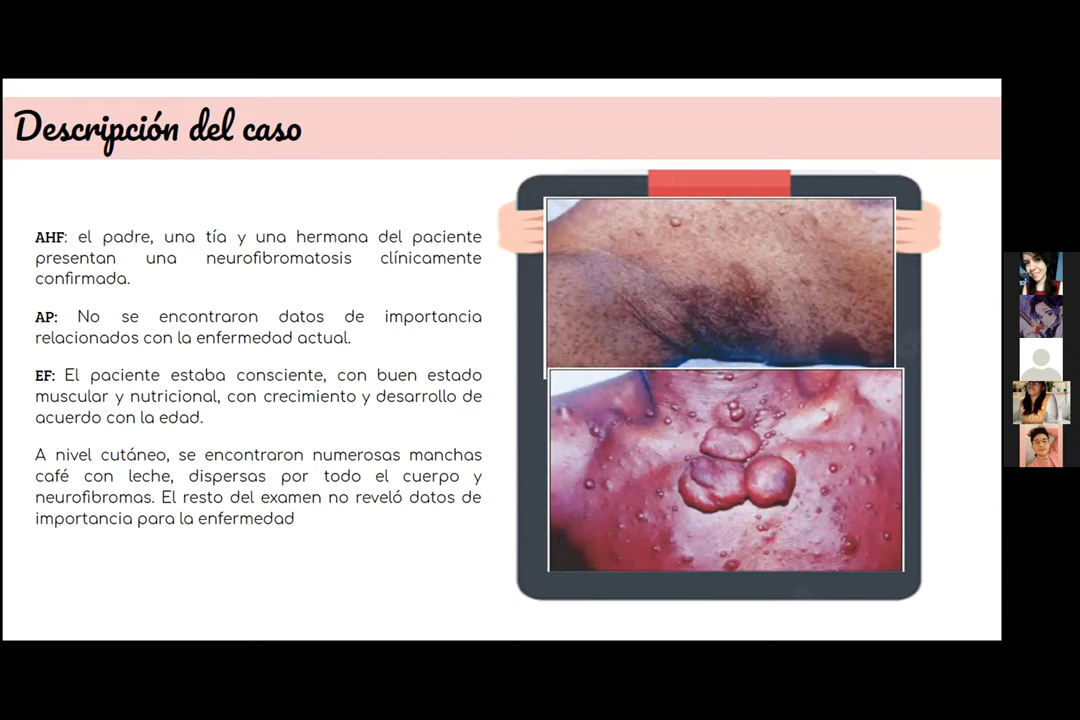 Descripción del caso
AHF: el padre, una tía y una hermana del paciente
presentan una neurofibromatosis clínicamente
confirmada.
AP: No se encontraron datos de importancia
relacionados con la enfermedad actual.
EF: El paciente estaba consciente, con buen estado
muscular y nutricional, con crecimiento y desarrollo de
acuerdo con la edad.
A nivel cutáneo, se encontraron numerosas manchas
café con leche, dispersas por todo el cuerpo y
neurofibromas. El resto del examen no reveló datos de
importancia para la enfermedad